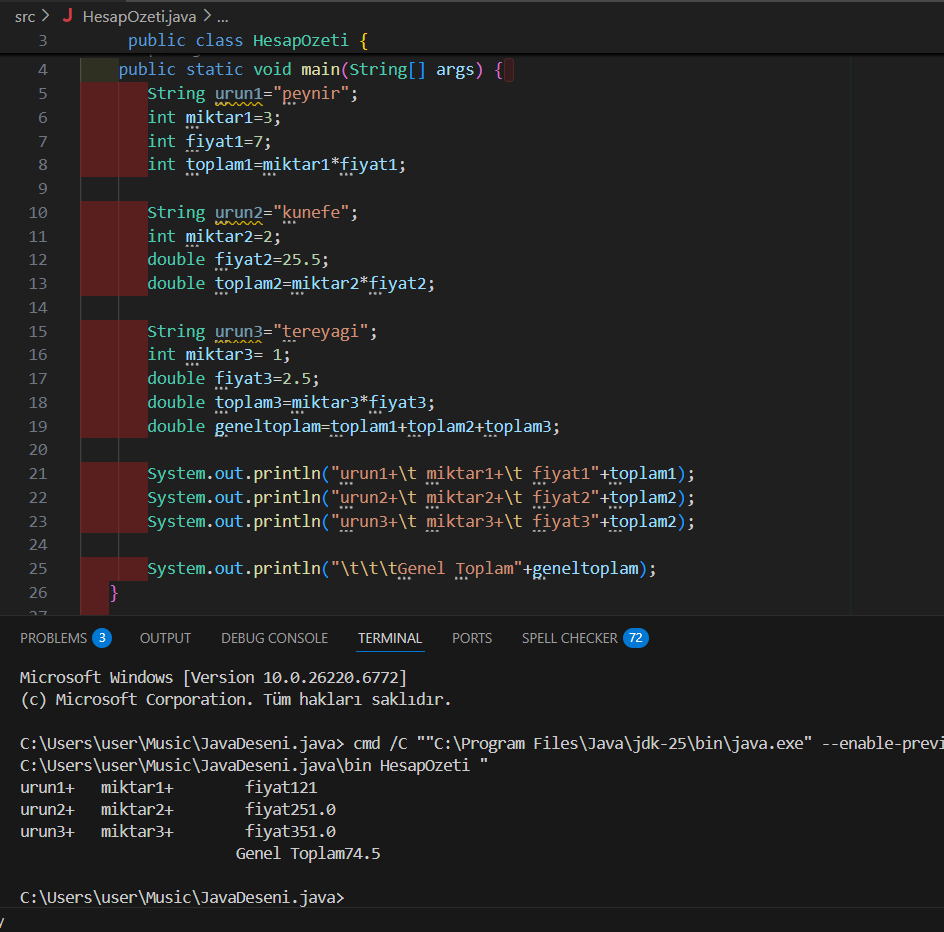 src > J HesapOzeti.java > ...
3 public class HesapOzeti {
4 public static void main(String[] args) {
5 String urun1="peynir";
6 int miktar1=3;
7 int fiyat1=7;
8 int toplam1=miktar1*fiyat1;
9
10 String urun2="kunefe";
11 int miktar2=2;
12 double fiyat2=25.5;
13 double toplam2=miktar2*fiyat2;
14
15 String urun3="tereyagi";
16 int miktar3= 1;
17 double fiyat3=2.5;
18 double toplam3=miktar3*fiyat3;
19 double geneltoplam=toplam1+toplam2+toplam3;
20
21 System.out.println("urun1+\t miktar1+\t fiyat1"+toplam1);
22 System.out.println("urun2+\t miktar2+\t fiyat2"+toplam2);
23 System.out.println("urun3+\t miktar3+\t fiyat3"+toplam2);
24
25 System.out.println("\t\t\tGenel Toplam"+geneltoplam);
26 }
27
PROBLEMS 3 OUTPUT DEBUG CONSOLE TERMINAL PORTS SPELL CHECKER 72
Microsoft Windows [Version 10.0.26220.6772]
(c) Microsoft Corporation. Tüm hakları saklıdır.
C:\Users\user\Music\JavaDeseni.java> cmd /C ""C:\Program Files\Java\jdk-25\bin\java.exe" --enable-previ
C:\Users\user\Music\JavaDeseni.java\bin HesapOzeti "
urun1+ miktar1+ fiyat121
urun2+ miktar2+ fiyat251.0
urun3+ miktar3+ fiyat351.0
Genel Toplam74.5
C:\Users\user\Music\JavaDeseni.java>